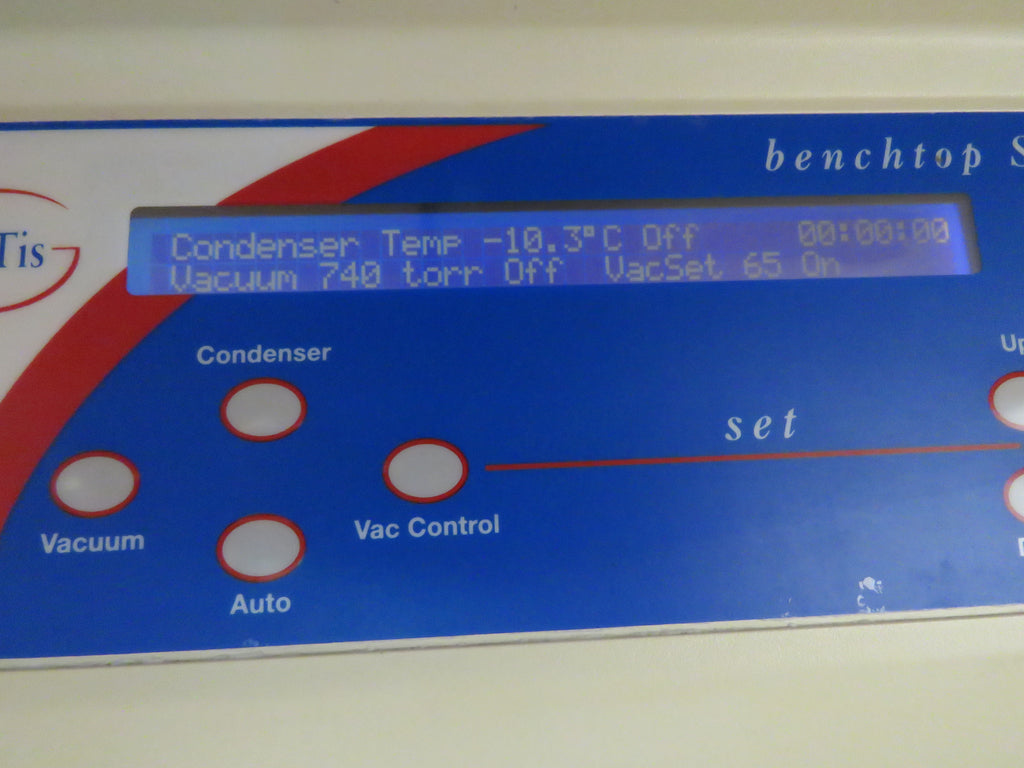 benchtop S
Tis
Condenser Temp -10.3°C Off 00:00:00
Vacuum 740 torr Off VacSet 65 On
Condenser
Up
set
Vac Control
Vacuum
Auto